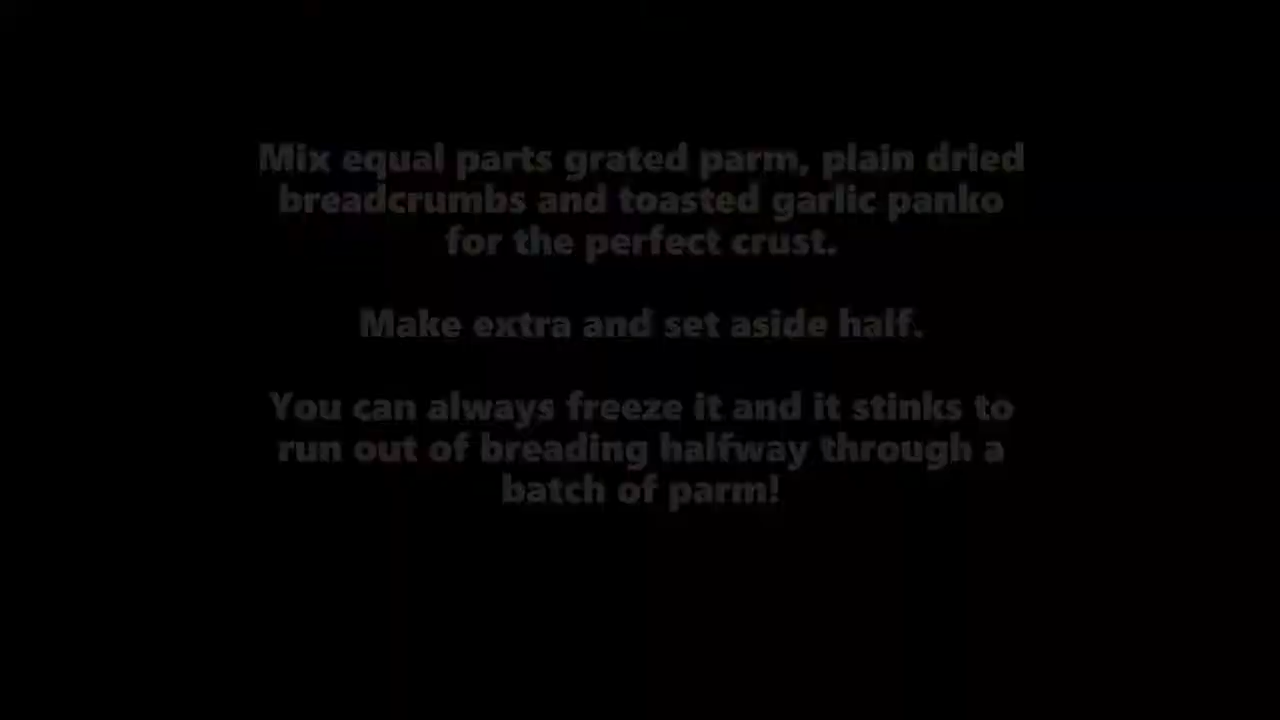 Mix equal parts grated parm, plain dried
breadcrumbs and toasted garlic panko
for the perfect crust.
Make extra and set aside half.
You can always freeze it and it stinks to
run out of breading halfway through a
batch of parm!